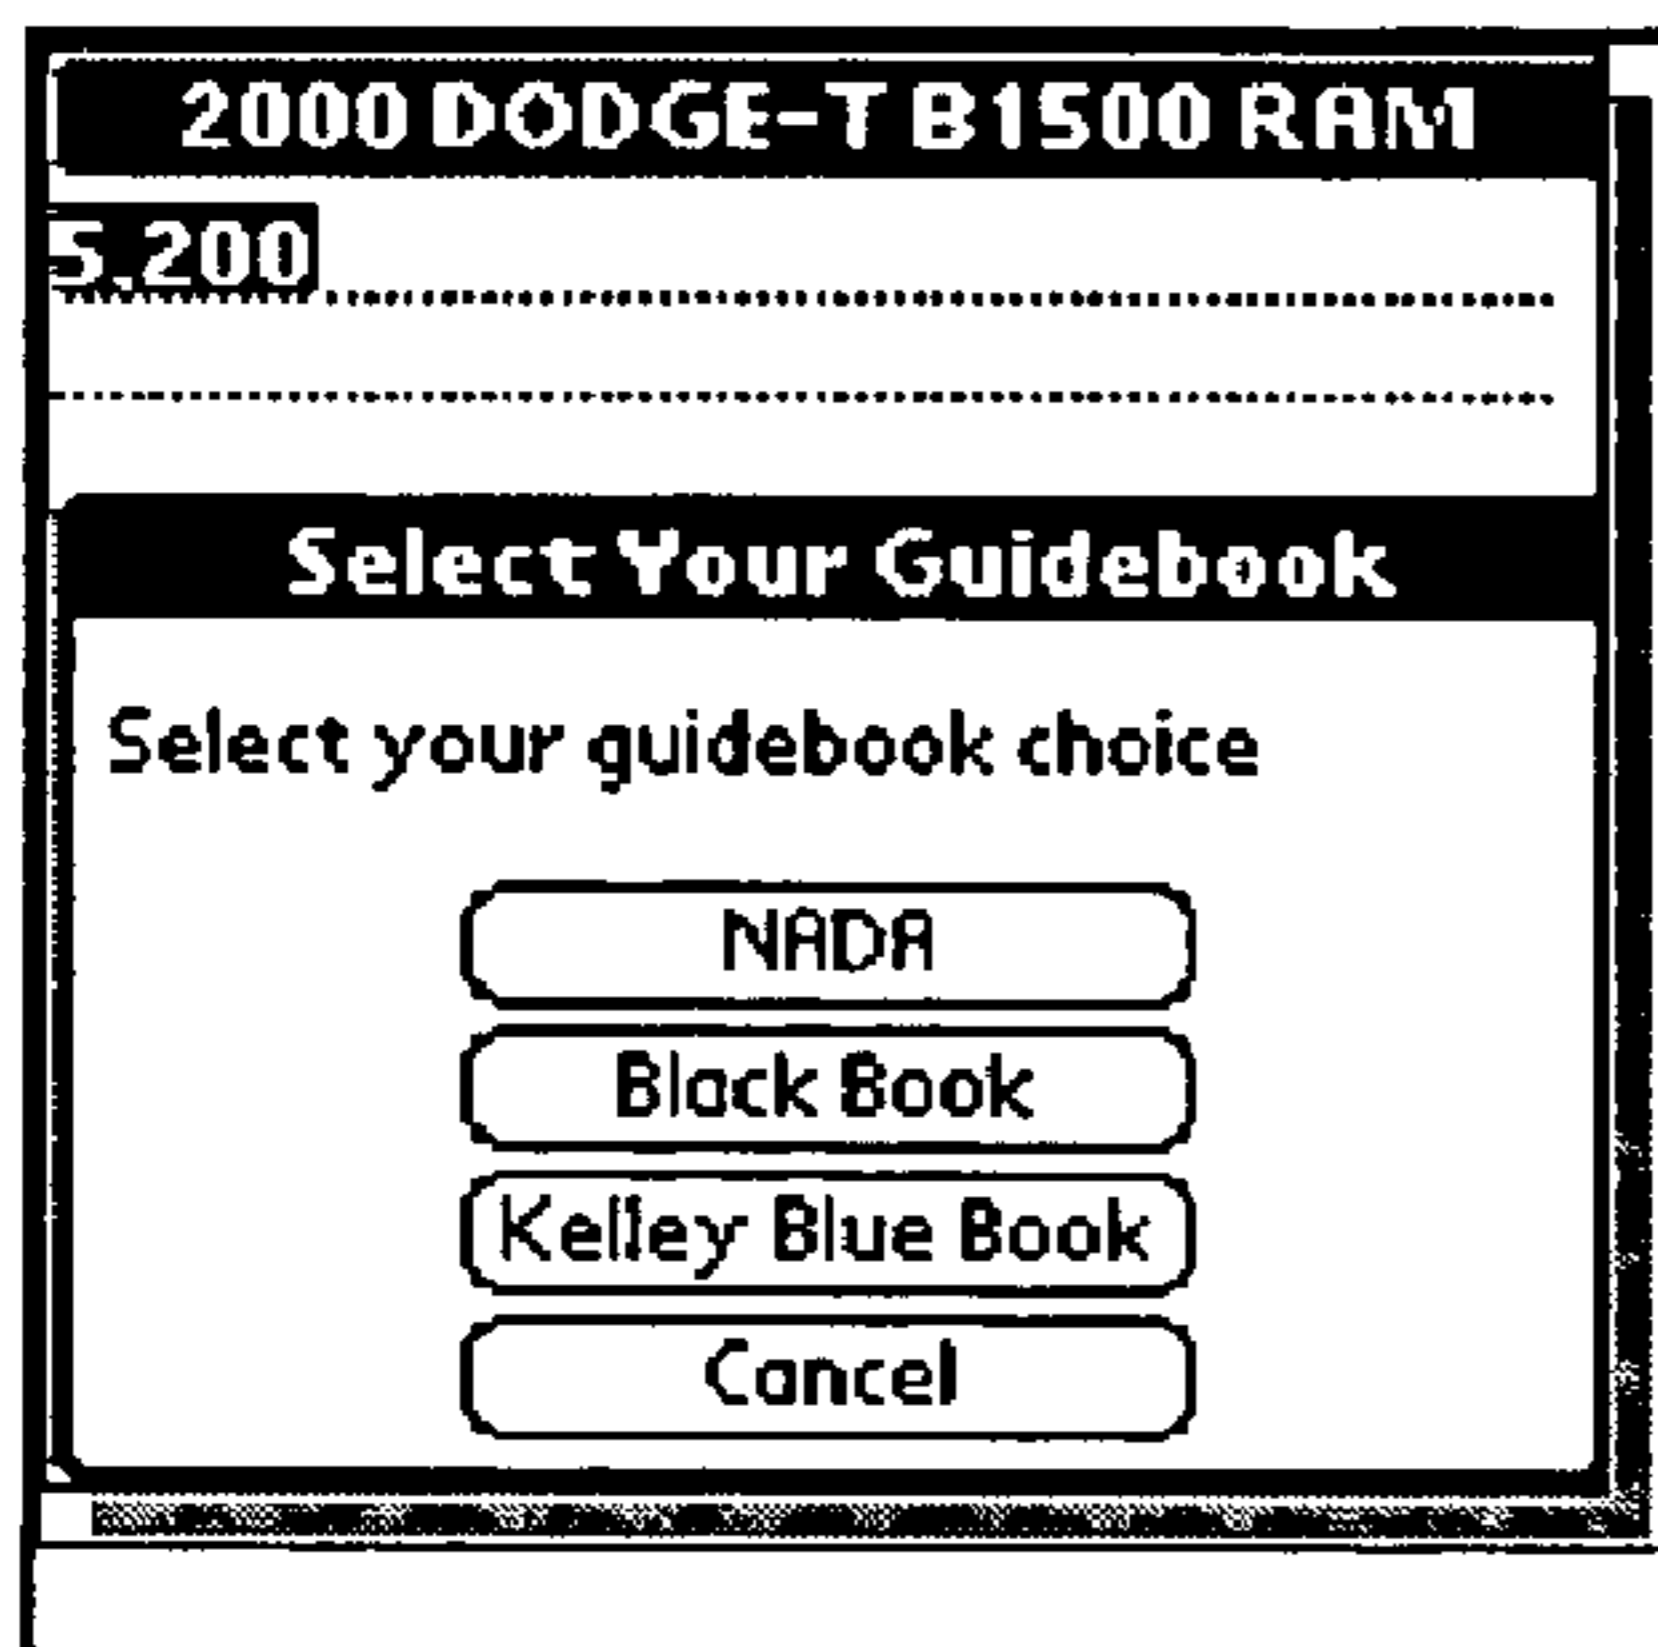 2000 DODGE-T B1500 RAM
5,200
Select Your Guidebook
Select your guidebook choice
NADA
Black Book
Kelley Blue Book
Cancel